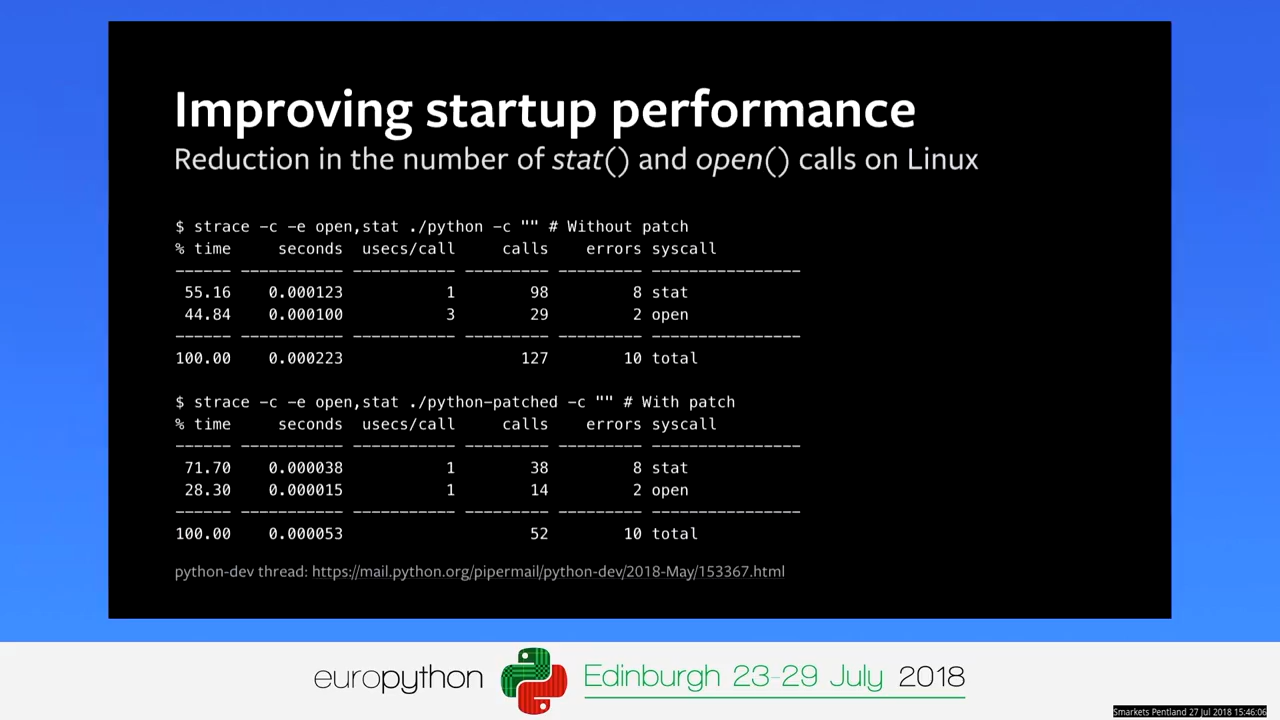 Improving startup performance
Reduction in the number of stat() and open() calls on Linux
$ strace -c -e open,stat ./python -c "" # Without patch
% time     seconds  usecs/call     calls    errors syscall
------ ----------- ----------- --------- --------- ----------------
 55.16    0.000123           1        98         8 stat
 44.84    0.000100           3        29         2 open
------ ----------- ----------- --------- --------- ----------------
100.00    0.000223                   127        10 total
$ strace -c -e open,stat ./python-patched -c "" # With patch
% time     seconds  usecs/call     calls    errors syscall
------ ----------- ----------- --------- --------- ----------------
 71.70    0.000038           1        38         8 stat
 28.30    0.000015           1        14         2 open
------ ----------- ----------- --------- --------- ----------------
100.00    0.000053                    52        10 total
python-dev thread: https://mail.python.org/pipermail/python-dev/2018-May/153367.html
europython Edinburgh 23-29 July 2018
Smarkets Pentland 27 Jul 2018 15:46:06